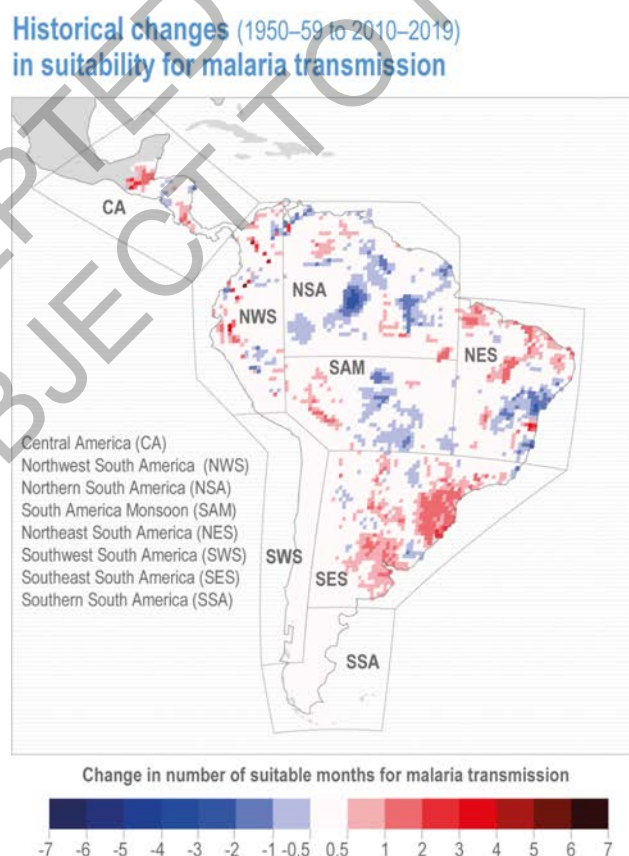 Historical changes (1950–59 to 2010–2019)
in suitability for malaria transmission
CA
NSA
NWS
NES
SAM
Central America (CA)
Northwest South America (NWS)
Northern South America (NSA)
South America Monsoon (SAM)
Northeast South America (NES)
Southwest South America (SWS)
Southeast South America (SES)
Southern South America (SSA)
SWS
SES
SSA
Change in number of suitable months for malaria transmission
-7 -6 -5 -4 -3 -2 -1 -0.5 0.5 1 2 3 4 5 6 7